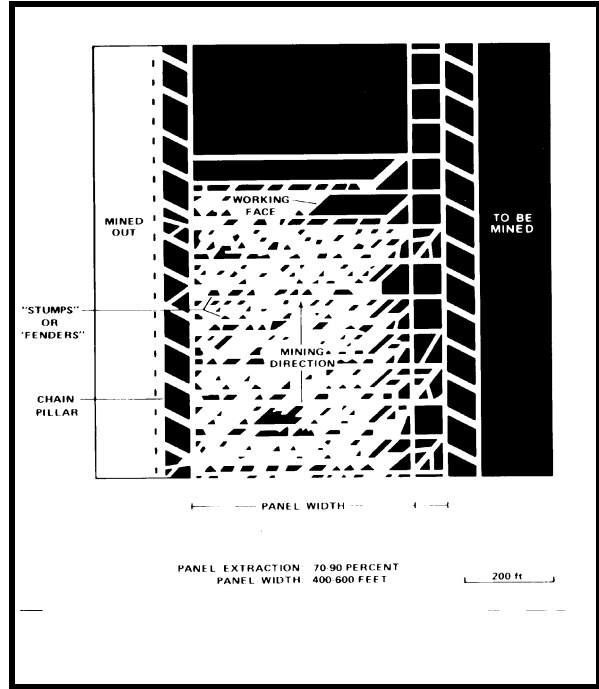 WORKING
FACE
MINED
OUT
TO BE
MINED
"STUMPS"
OR
'FENDERS"
MINING
DIRECTION
CHAIN
PILLAR
PANEL WIDTH
PANEL EXTRACTION: 70-90 PERCENT
PANEL WIDTH: 400-600 FEET
200 ft